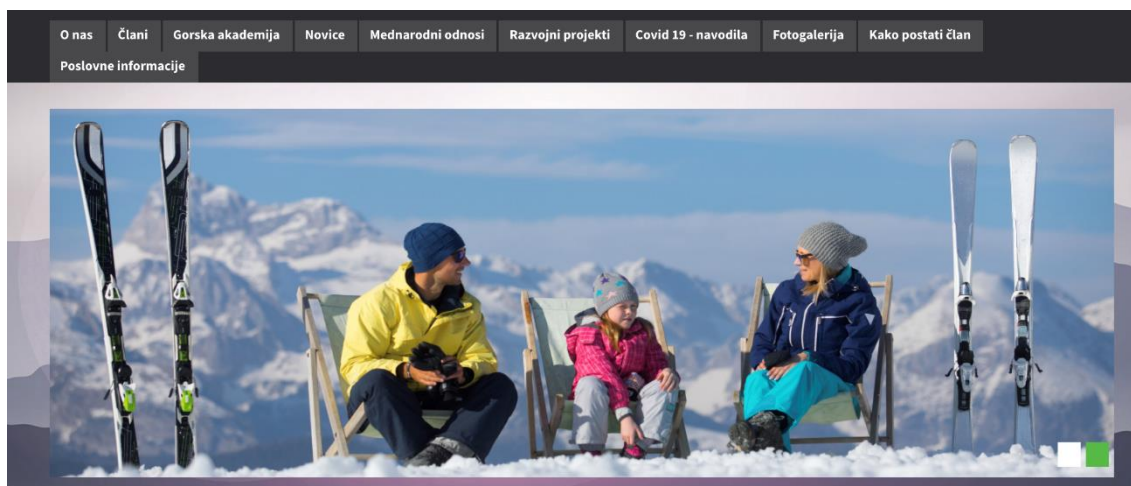 O nas Člani Gorska akademija Novice Mednarodni odnosi Razvojni projekti Covid 19 - navodila Fotogalerija Kako postati član
Poslovne informacije